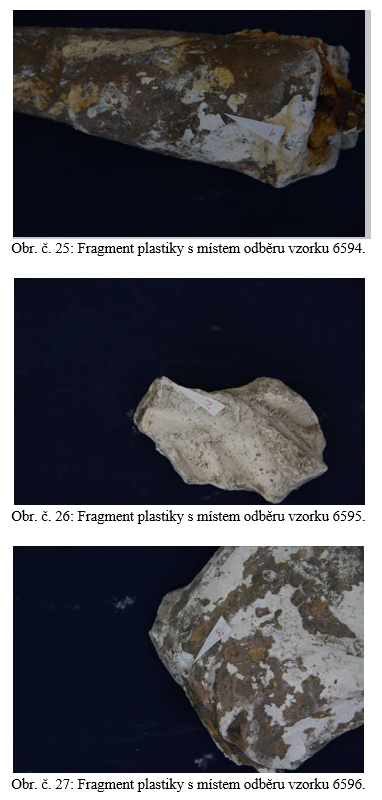 Obr. č. 25: Fragment plastiky s místem odběru vzorku 6594.
Obr. č. 26: Fragment plastiky s místem odběru vzorku 6595.
Obr. č. 27: Fragment plastiky s místem odběru vzorku 6596.